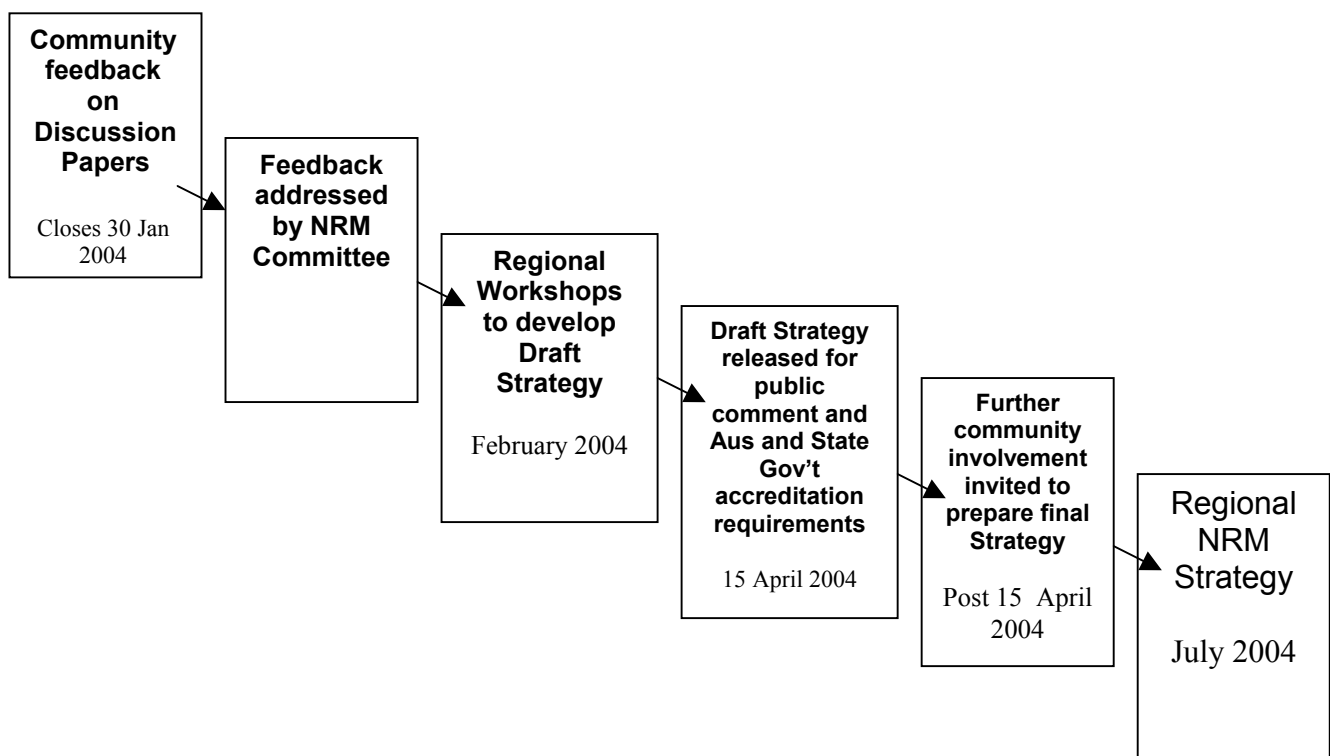 Community
feedback
on
Discussion
Papers
Closes 30 Jan
2004
Feedback
addressed
by NRM
Committee
Regional
Workshops
to develop
Draft
Strategy
February 2004
Draft Strategy
released for
public
comment and
Aus and State
Gov’t
accreditation
requirements
15 April 2004
Further
community
involvement
invited to
prepare final
Strategy
Post 15 April
2004
Regional
NRM
Strategy
July 2004